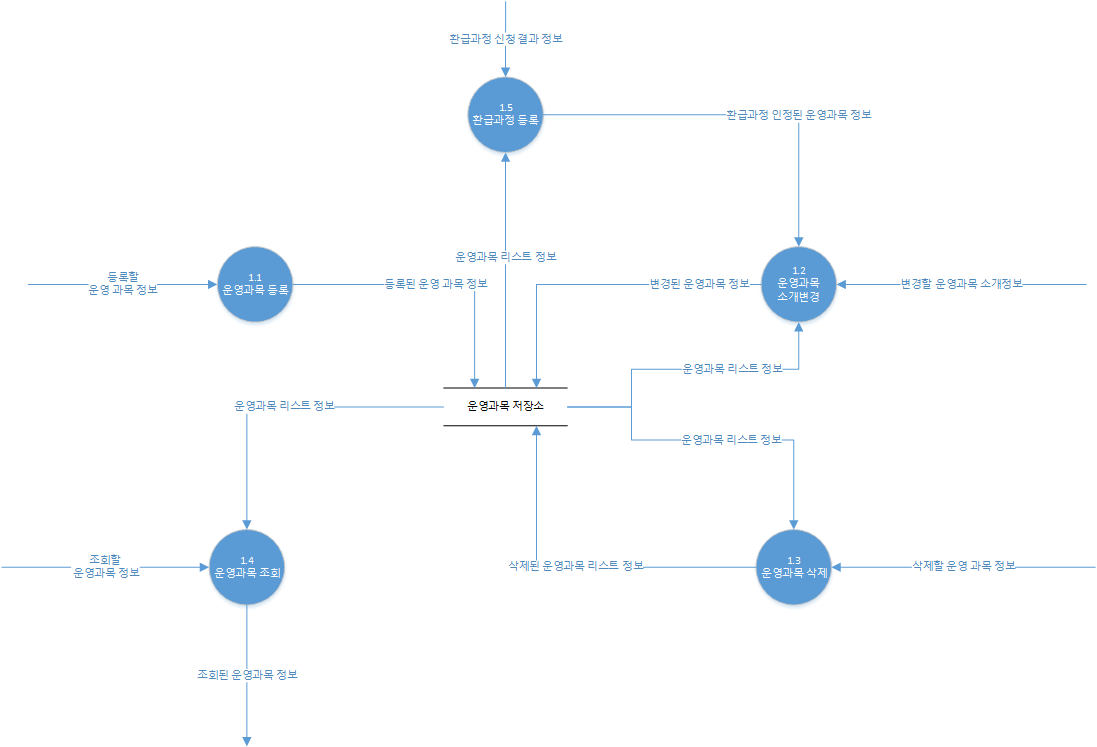 환급과정 신청 결과 정보
1.5
환급과정 등록
환급과정 인정된 운영과목 정보
운영과목 리스트 정보
등록할
운영 과목 정보
1.1
운영과목 등록
등록된 운영 과목 정보
변경된 운영과목 정보
1.2
운영과목
소개변경
변경할 운영과목 소개정보
운영과목 리스트 정보
운영과목 리스트 정보
운영과목 저장소
운영과목 리스트 정보
조회할
운영과목 정보
1.4
운영과목 조회
삭제된 운영과목 리스트 정보
1.3
운영과목 삭제
삭제할 운영 과목 정보
조회된 운영과목 정보